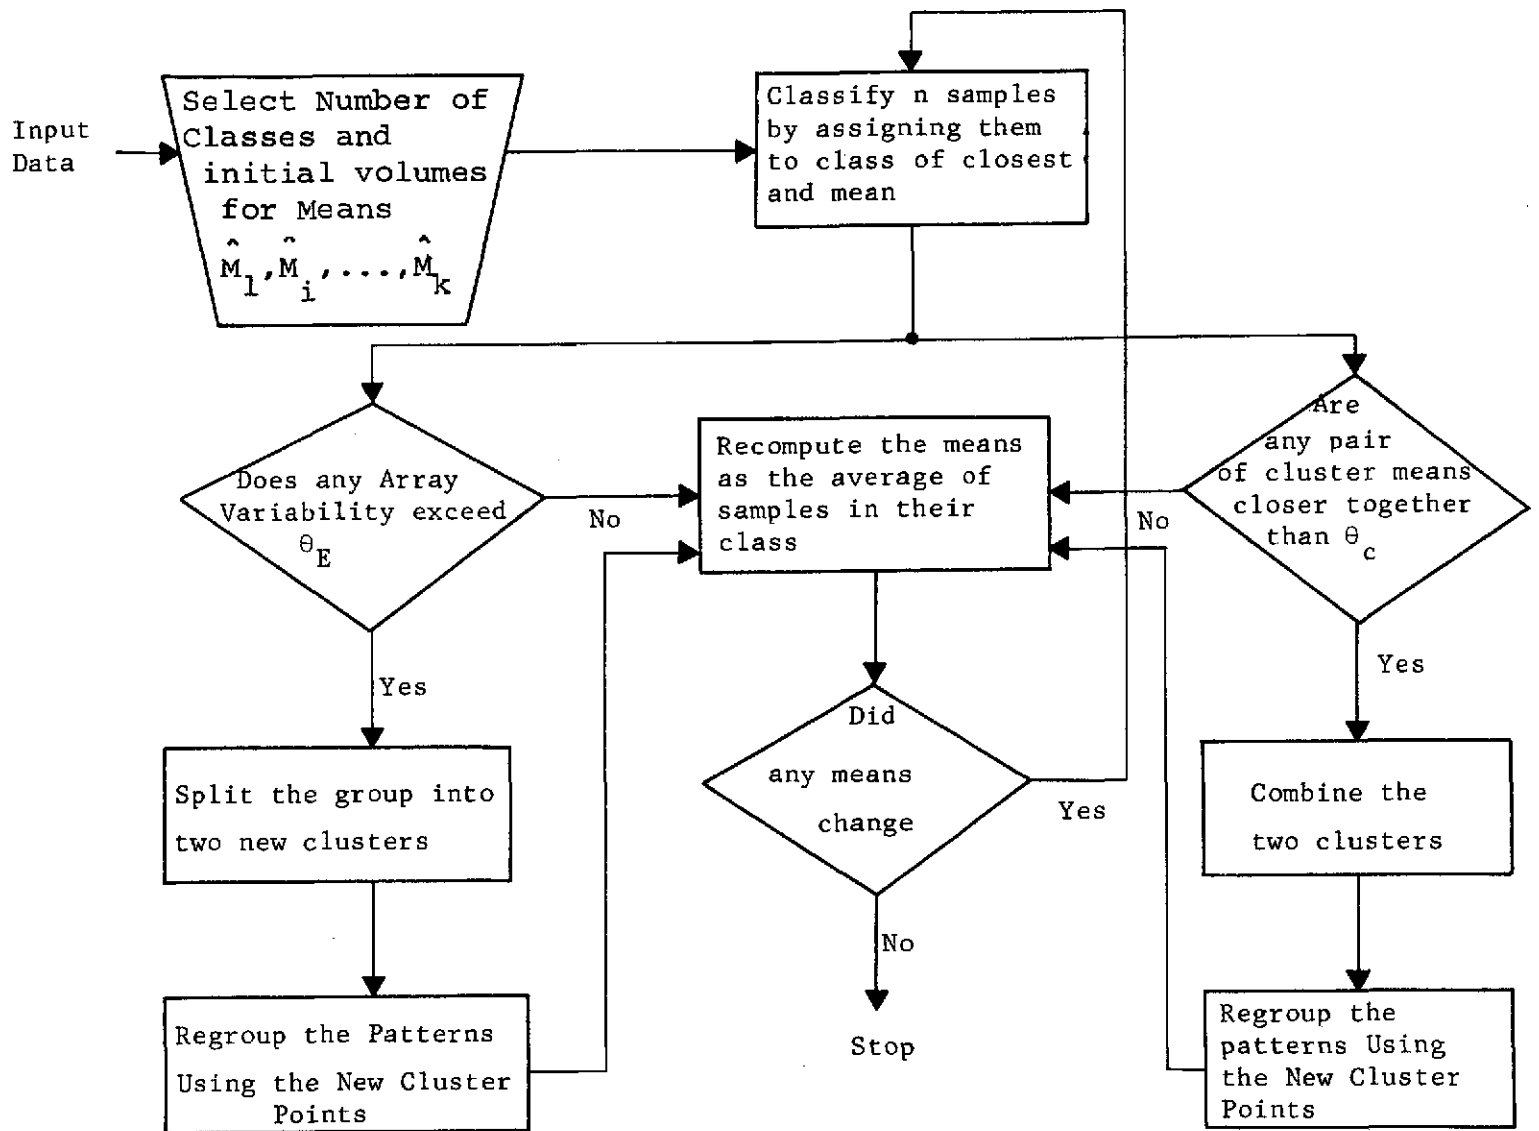 Input
Data
Select Number of
Classes and
initial volumes
for Means
M̂1,M̂i,...,M̂k
Classify n samples
by assigning them
to class of closest
and mean
Does any Array
Variability exceed
θE
No
Yes
Recompute the means
as the average of
samples in their
class
Are
any pair
of cluster means
closer together
than θc
No
Yes
Split the group into
two new clusters
Did
any means
change
Yes
No
Stop
Combine the
two clusters
Regroup the Patterns
Using the New Cluster
Points
Regroup the
patterns Using
the New Cluster
Points